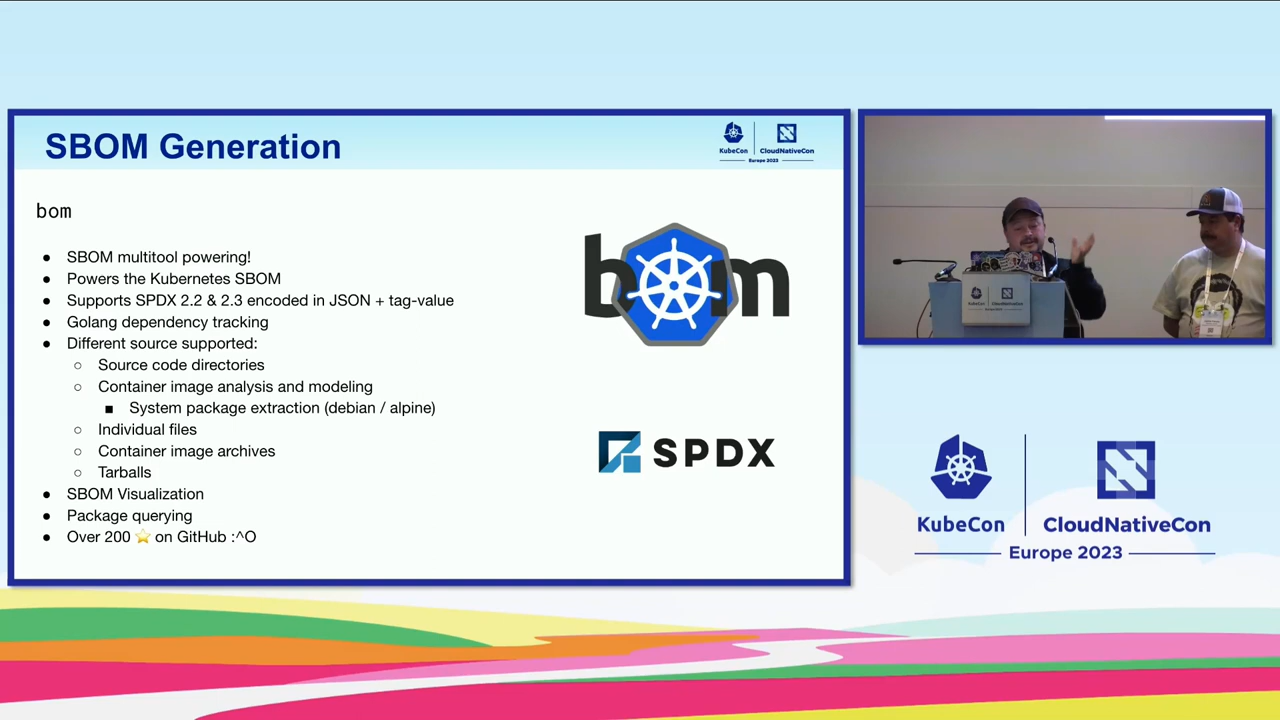 SBOM Generation
KubeCon
CloudNativeCon
Europe 2023
bom
SBOM multitool powering!
Powers the Kubernetes SBOM
Supports SPDX 2.2 & 2.3 encoded in JSON + tag-value
Golang dependency tracking
Different source supported:
Source code directories
Container image analysis and modeling
System package extraction (debian / alpine)
Individual files
Container image archives
Tarballs
SBOM Visualization
Package querying
Over 200 ⭐ on GitHub :^O
bom
SPDX
KubeCon
CloudNativeCon
KubeCon
CloudNativeCon
Europe 2023